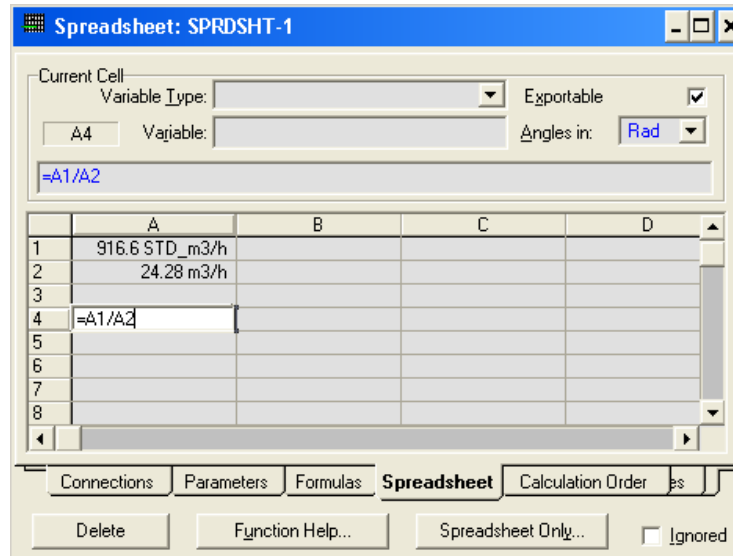 Spreadsheet: SPRDSHT-1
Current Cell
Variable Type: Exportable
A4 Variable: Angles in: Rad
=A1/A2
A B C D
1 916.6 STD_m3/h
2 24.28 m3/h
3
4 =A1/A2
5
6
7
8
Connections Parameters Formulas Spreadsheet Calculation Order
Delete Function Help... Spreadsheet Only... Ignored